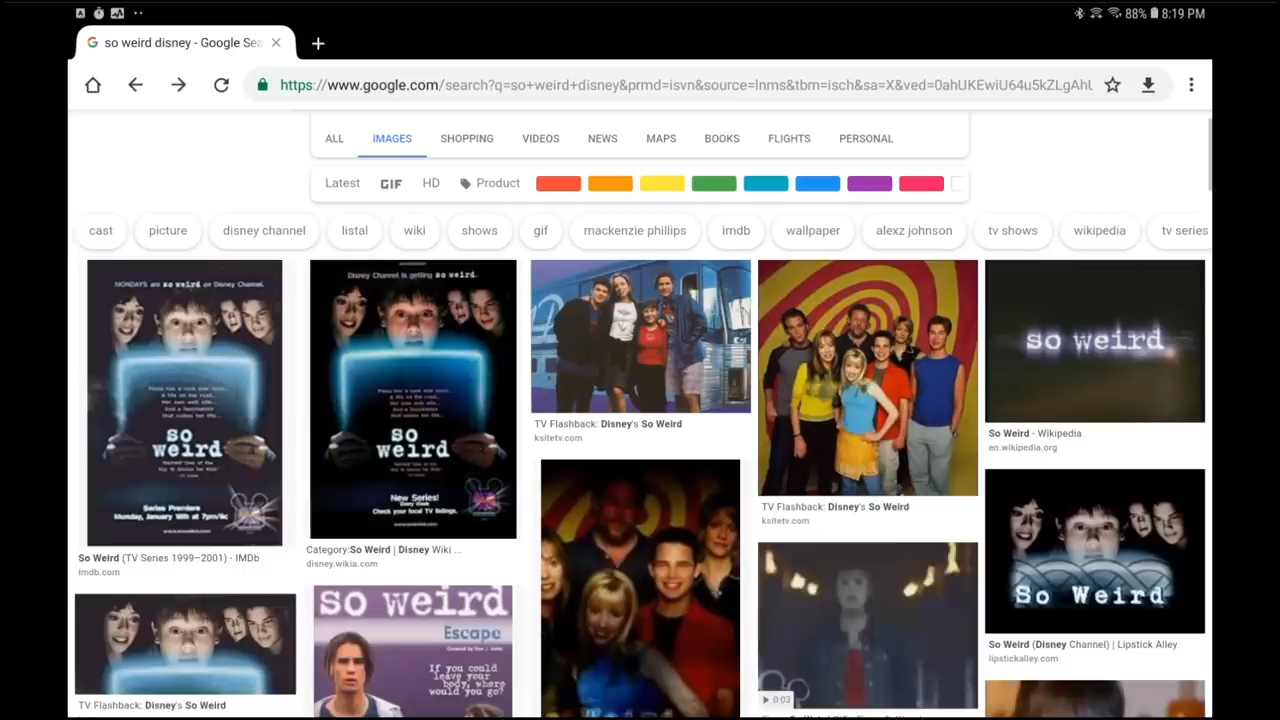 88% 8:19 PM
so weird disney - Google Sea
https://www.google.com/search?q=so+weird+disney&prmd=isvn&source=lnms&tbm=isch&sa=X&ved=0ahUKEwiU64u5kZLgAhU
ALL IMAGES SHOPPING VIDEOS NEWS MAPS BOOKS FLIGHTS PERSONAL
Latest GIF HD Product
cast picture disney channel listal wiki shows gif mackenzie phillips imdb wallpaper alexz johnson tv shows wikipedia tv series
MONDAYS are so weird on Disney Channel.
so
weird
Series Premiere
Monday, January 18th at 7pm/6c
So Weird (TV Series 1999–2001) - IMDb
imdb.com
Disney Channel is getting so weird.
so
weird
New Series!
Every Week
Check your local TV listings.
Category:So Weird | Disney Wiki ...
disney.wikia.com
TV Flashback: Disney's So Weird
ksitetv.com
TV Flashback: Disney's So Weird
ksitetv.com
so weird
So Weird - Wikipedia
en.wikipedia.org
So Weird
So Weird (Disney Channel) | Lipstick Alley
lipstickalley.com
TV Flashback: Disney's So Weird
so weird
Escape
If you could
leave your
body, where
would you go?
0:03